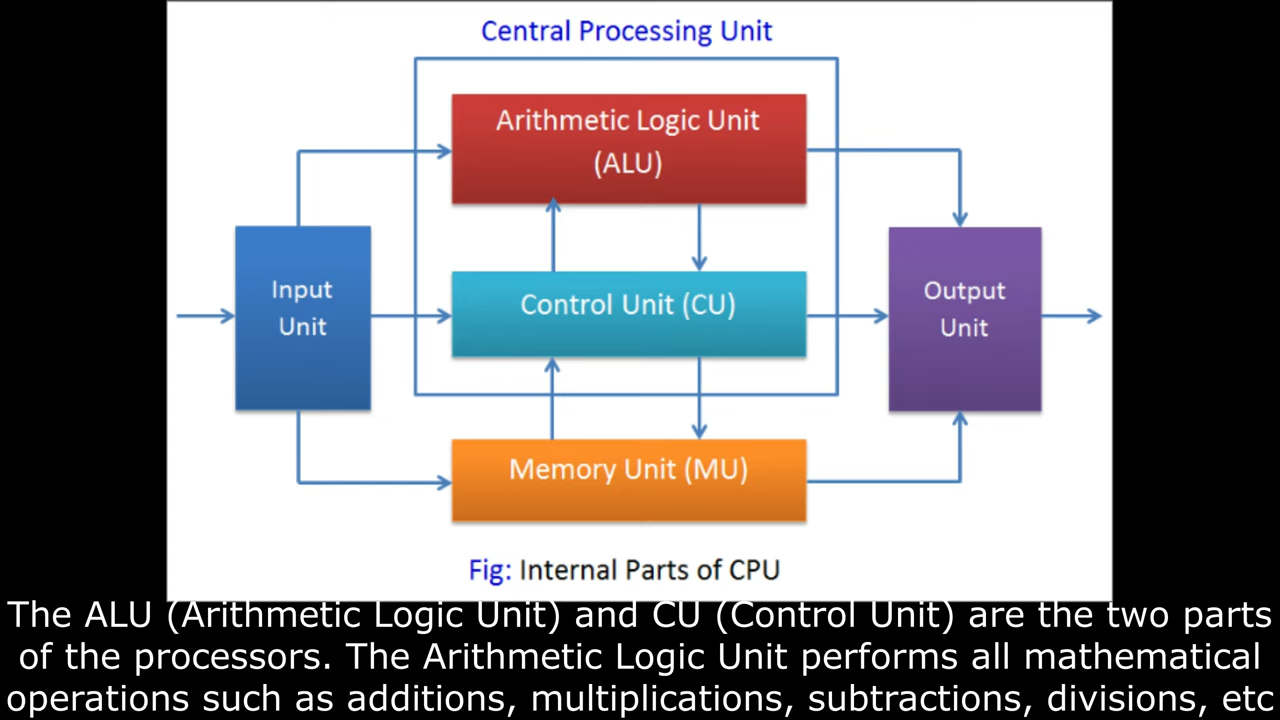 Central Processing Unit
Arithmetic Logic Unit
(ALU)
Input
Unit
Control Unit (CU)
Output
Unit
Memory Unit (MU)
Fig: Internal Parts of CPU
The ALU (Arithmetic Logic Unit) and CU (Control Unit) are the two parts
of the processors. The Arithmetic Logic Unit performs all mathematical
operations such as additions, multiplications, subtractions, divisions, etc